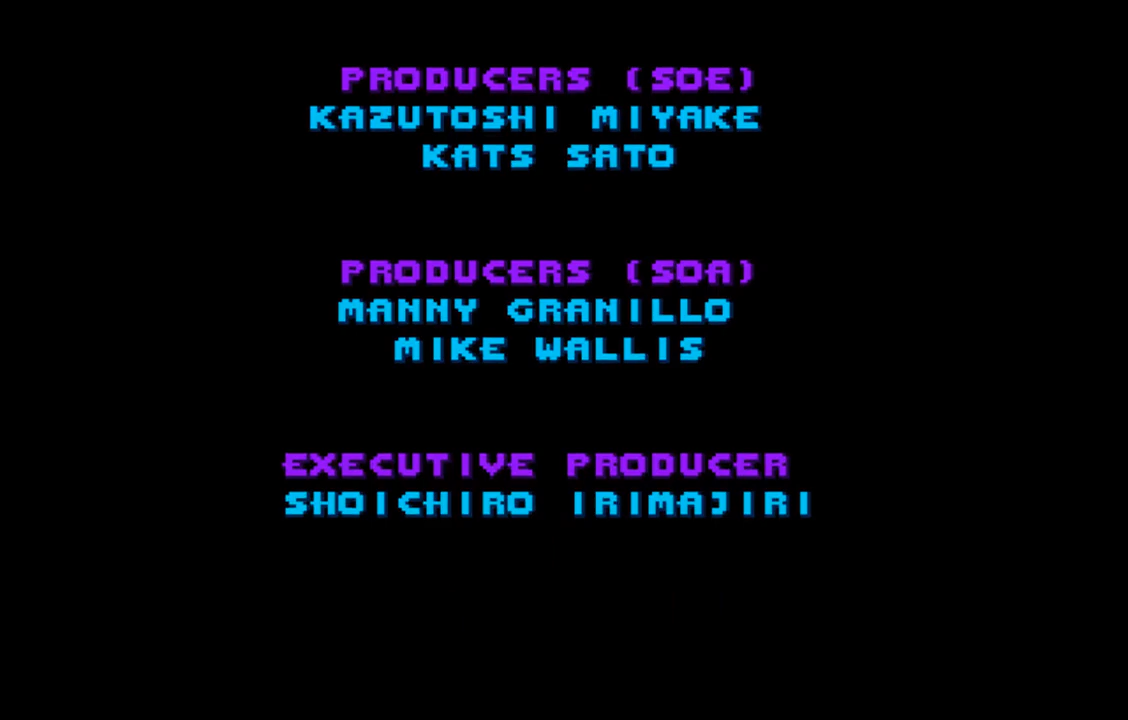 PRODUCERS (SOE)
KAZUTOSHI MIYAKE
KATS SATO
PRODUCERS (SOA)
MANNY GRANILLO
MIKE WALLIS
EXECUTIVE PRODUCER
SHOICHIRO IRIMAJIRI